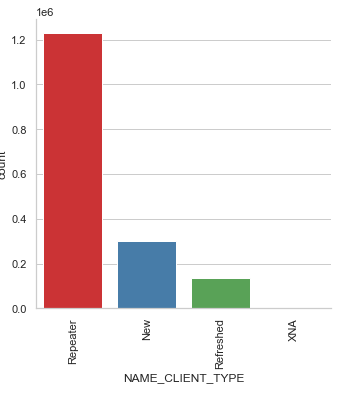 1e6
1.2
1.0
0.8
0.6
0.4
0.2
0.0
count
Repeater
New
Refreshed
XNA
NAME_CLIENT_TYPE